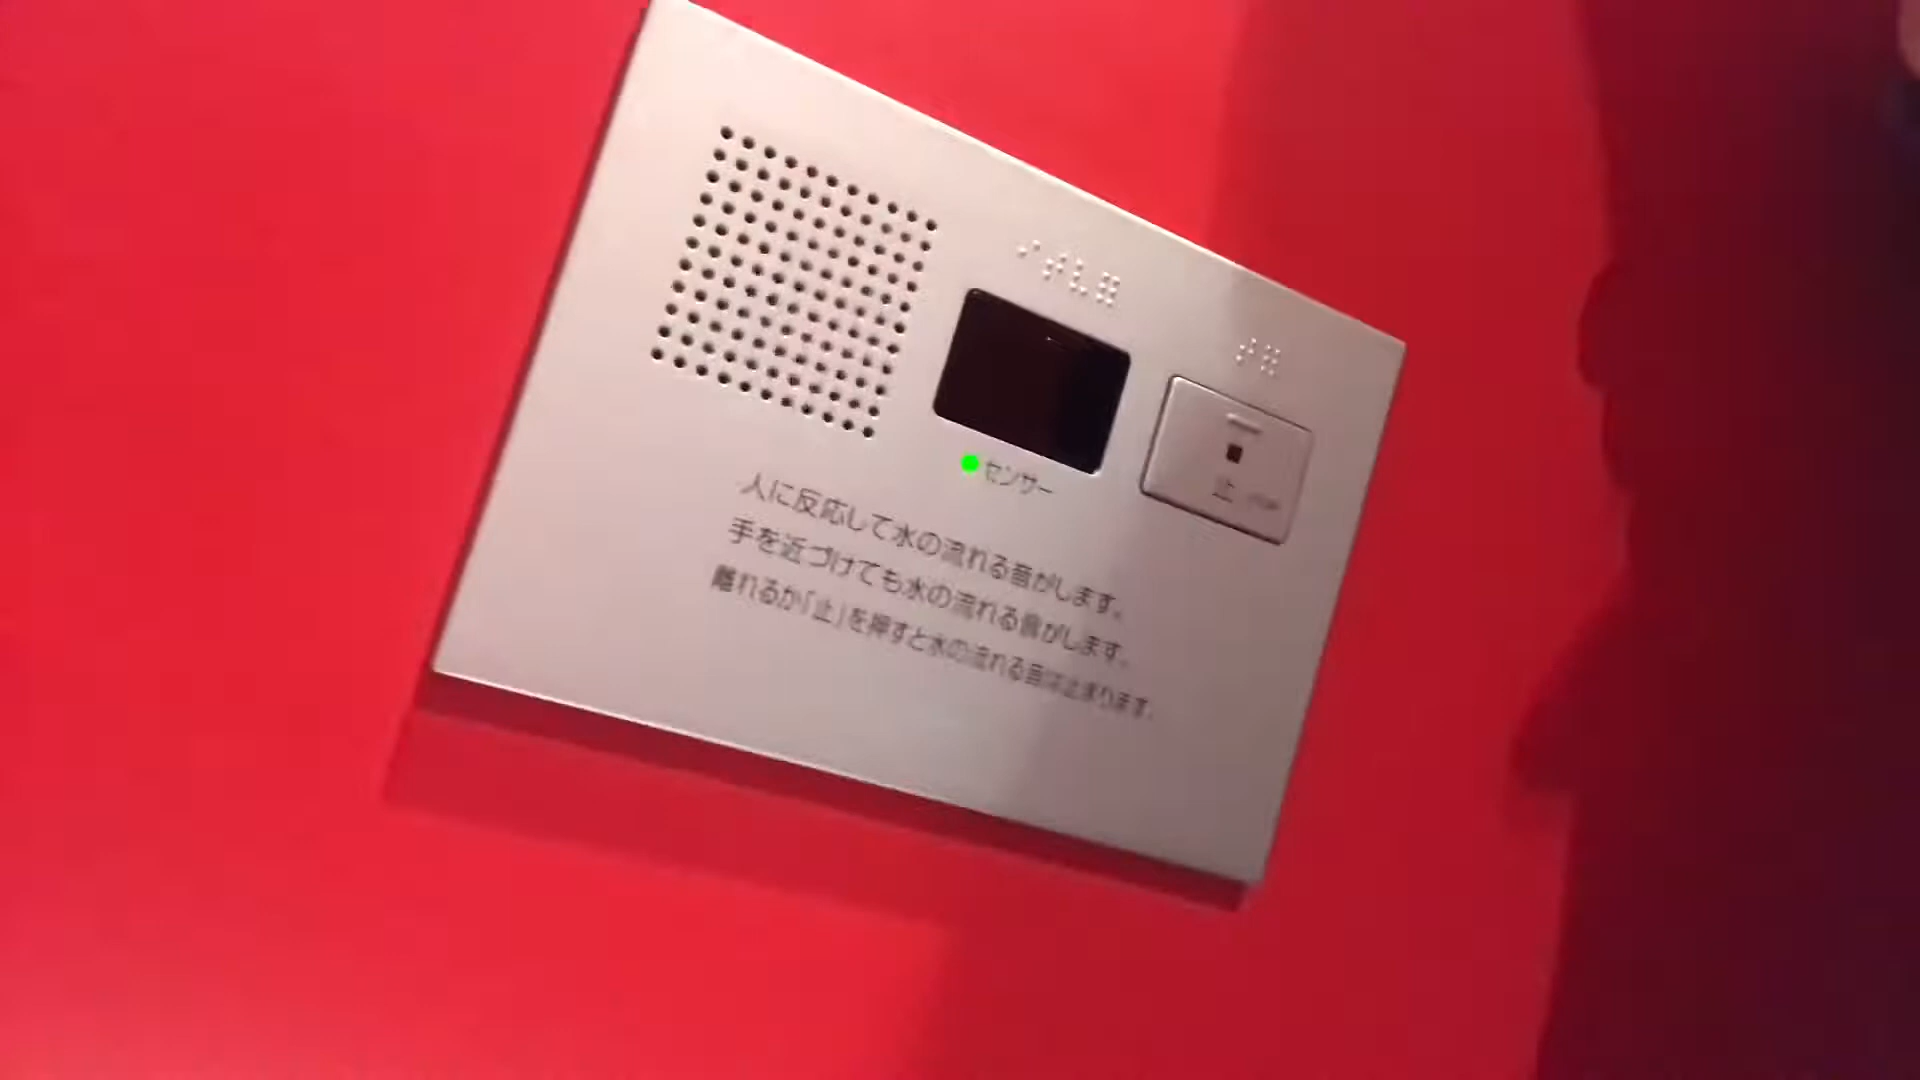 センサー
止
人に反応して水の流れる音がします。
手を近づけても水の流れる音がします。
離れるか「止」を押すと水の流れる音は止まります。